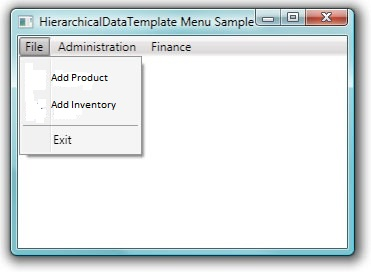 HierarchicalDataTemplate Menu Sample
File Administration Finance
Add Product
Add Inventory
Exit